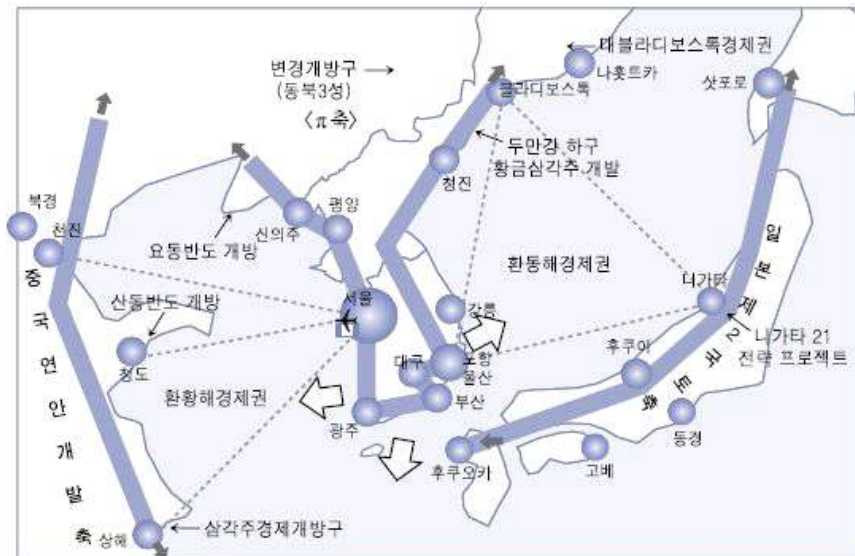 대블라디보스록경제권
변경개방구
(동북3성)
〈π축〉
나홋트카
블라디보스톡
삿포로
두만강 하구
황금삼각주 개발
청진
북경
천진
신의주
평양
요동반도 개방
환동해경제권
산동반도 개방
서울
강릉
니가타
니가타 21
전략 프로젝트
청도
대구
포항
울산
후쿠이
환황해경제권
광주
부산
후쿠오카
고베
동경
상해
삼각주경제개방구
중국연안개발축
일본제2국토축